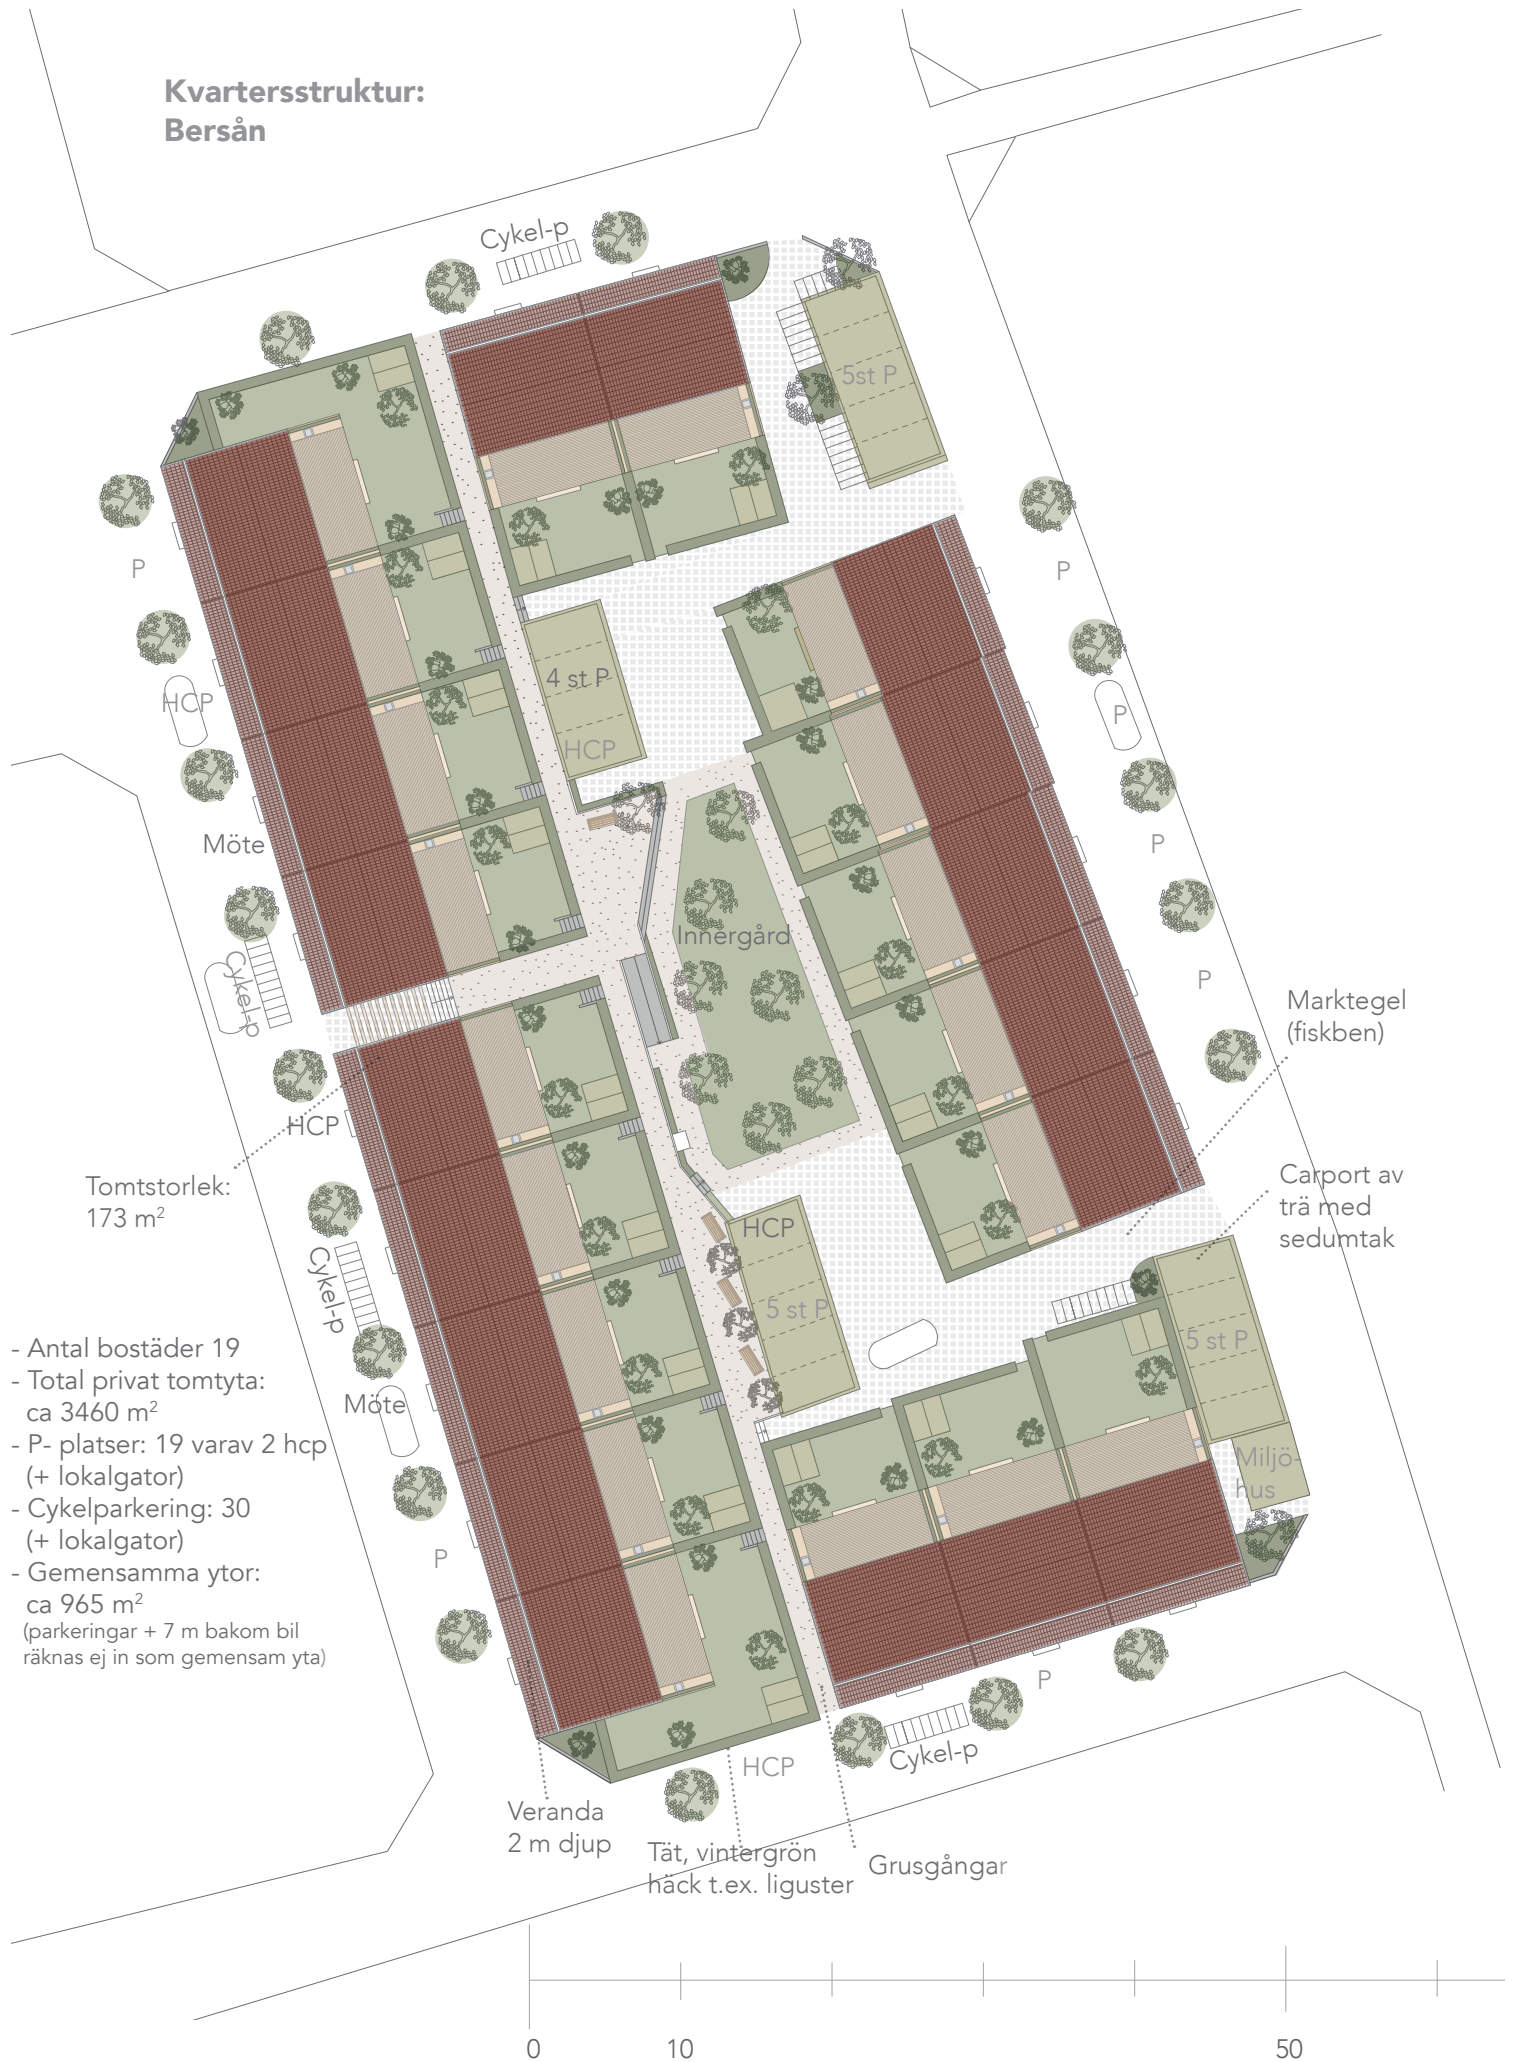 Kvartersstruktur:
Bersån
Cykel-p
5st P
P
HCP
Möte
Cykel-p
HCP
Tomtstorlek:
173 m²
Cykel-p
Möte
P
4 st P
HCP
Innergård
P
P
P
P
Marktegel
(fiskben)
Carport av
trä med
sedumtak
HCP
5 st P
5 st P
Miljö-
hus
- Antal bostäder 19
- Total privat tomtyta:
ca 3460 m²
- P- platser: 19 varav 2 hcp
(+ lokalgator)
- Cykelparkering: 30
(+ lokalgator)
- Gemensamma ytor:
ca 965 m²
(parkeringar + 7 m bakom bil
räknas ej in som gemensam yta)
P
Cykel-p
HCP
Veranda
2 m djup
Tät, vintergrön
häck t.ex. liguster
Grusgångar
0 10 50